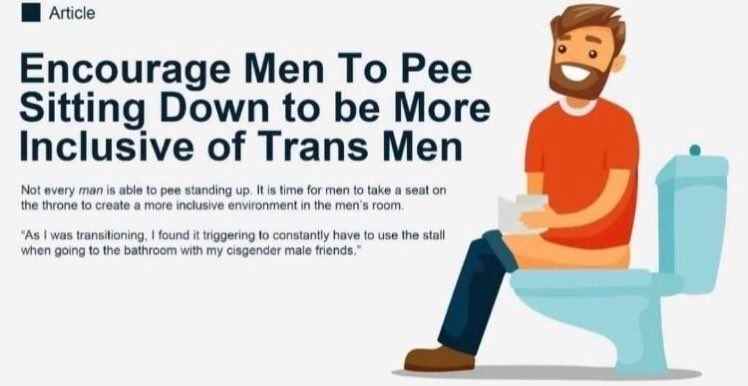 Article
Encourage Men To Pee
Sitting Down to be More
Inclusive of Trans Men
Not every man is able to pee standing up. It is time for men to take a seat on
the throne to create a more inclusive environment in the men's room.
"As I was transitioning, I found it triggering to constantly have to use the stall
when going to the bathroom with my cisgender male friends."